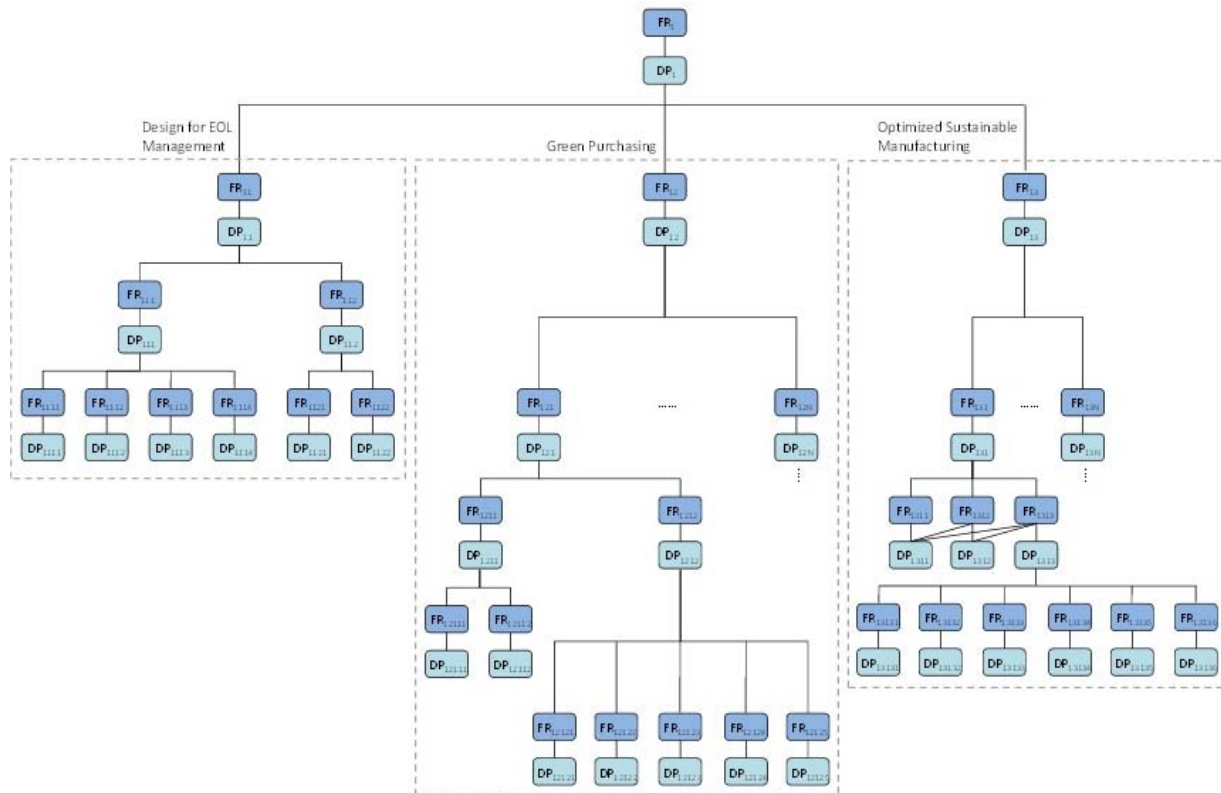 FR1
DP1
Design for EOL
Management
Green Purchasing
Optimized Sustainable
Manufacturing
FR11 FR12 FR13
DP11 DP12 DP13
FR111 FR112
DP111 DP112
FR1111 FR1112 FR1113 FR1114 FR1121 FR1122 FR121 ...... FR12N FR131 ...... FR13N
DP1111 DP1112 DP1113 DP1114 DP1121 DP1122 DP121 DP12N DP131 DP13N
FR1211 FR1212 FR1311 FR1312 FR1313
DP1211 DP1212 DP1311 DP1312 DP1313
FR12111 FR12112 FR13131 FR13132 FR13133 FR13134 FR13135 FR13136
DP12111 DP12112 DP13131 DP13132 DP13133 DP13134 DP13135 DP13136
FR12121 FR12122 FR12123 FR12124 FR12125
DP12121 DP12122 DP12123 DP12124 DP12125